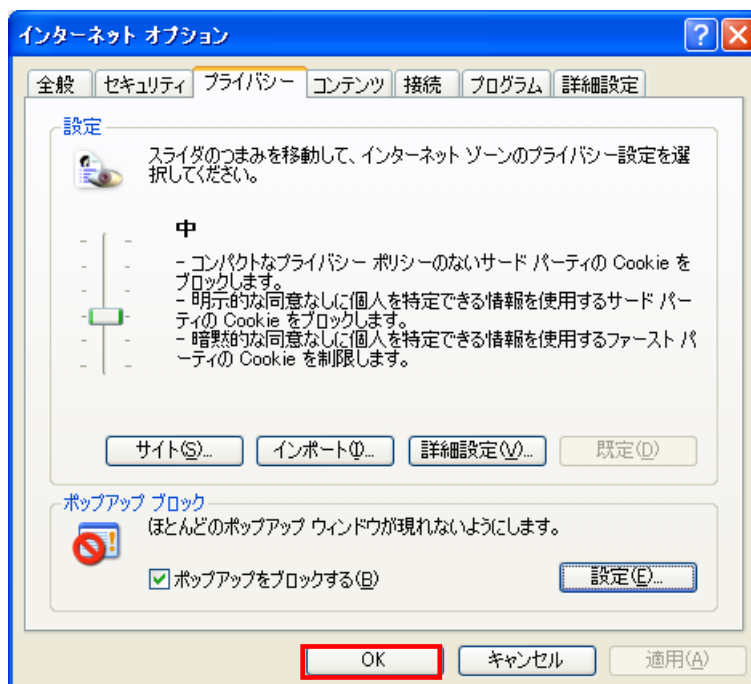 インターネット オプション
全般 セキュリティ プライバシー コンテンツ 接続 プログラム 詳細設定
設定
スライダのつまみを移動して、インターネット ゾーンのプライバシー設定を選
択してください。
中
- コンパクトなプライバシー ポリシーのないサード パーティの Cookie を
ブロックします。
- 明示的な同意なしに個人を特定できる情報を使用するサード パー
ティの Cookie をブロックします。
- 暗黙的な同意なしに個人を特定できる情報を使用するファースト パ
ーティの Cookie を制限します。
サイト(S)... インポート(I)... 詳細設定(V)... 既定(D)
ポップアップ ブロック
ほとんどのポップアップ ウィンドウが現れないようにします。
ポップアップをブロックする(B) 設定(E)...
OK キャンセル 適用(A)